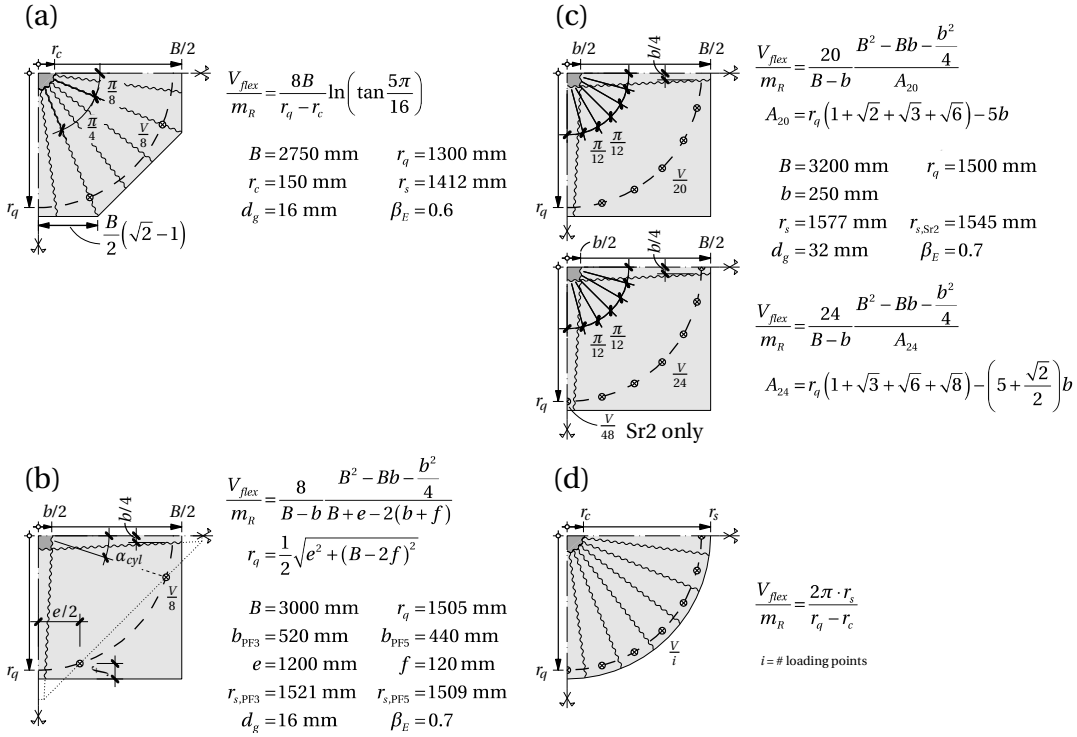 (a)
r_c
B/2
π/8
π/4
V/8
r_q
B/2(√2−1)
V_flex/m_R = 8B/(r_q − r_c) ln(tan 5π/16)
B = 2750 mm r_q = 1300 mm
r_c = 150 mm r_s = 1412 mm
d_g = 16 mm β_E = 0.6
(c)
b/2
b/4
B/2
π/12 π/12
V/20
r_q
V_flex/m_R = 20/(B − b) (B² − Bb − b²/4)/A_20
A_20 = r_q(1 + √2 + √3 + √6) − 5b
B = 3200 mm r_q = 1500 mm
b = 250 mm
r_s = 1577 mm r_s,Sr2 = 1545 mm
d_g = 32 mm β_E = 0.7
b/2
b/4
B/2
π/12 π/12
V/24
r_q
V/48 Sr2 only
V_flex/m_R = 24/(B − b) (B² − Bb − b²/4)/A_24
A_24 = r_q(1 + √3 + √6 + √8) − (5 + √2/2)b
(b)
b/2
b/4
B/2
α_cyl
V/8
e/2
f
r_q
V_flex/m_R = 8/(B − b) (B² − Bb − b²/4)/(B + e − 2(b + f))
r_q = 1/2 √(e² + (B − 2f)²)
B = 3000 mm r_q = 1505 mm
b_PF3 = 520 mm b_PF5 = 440 mm
e = 1200 mm f = 120 mm
r_s,PF3 = 1521 mm r_s,PF5 = 1509 mm
d_g = 16 mm β_E = 0.7
(d)
r_c
r_s
V/i
r_q
V_flex/m_R = 2π · r_s/(r_q − r_c)
i = # loading points